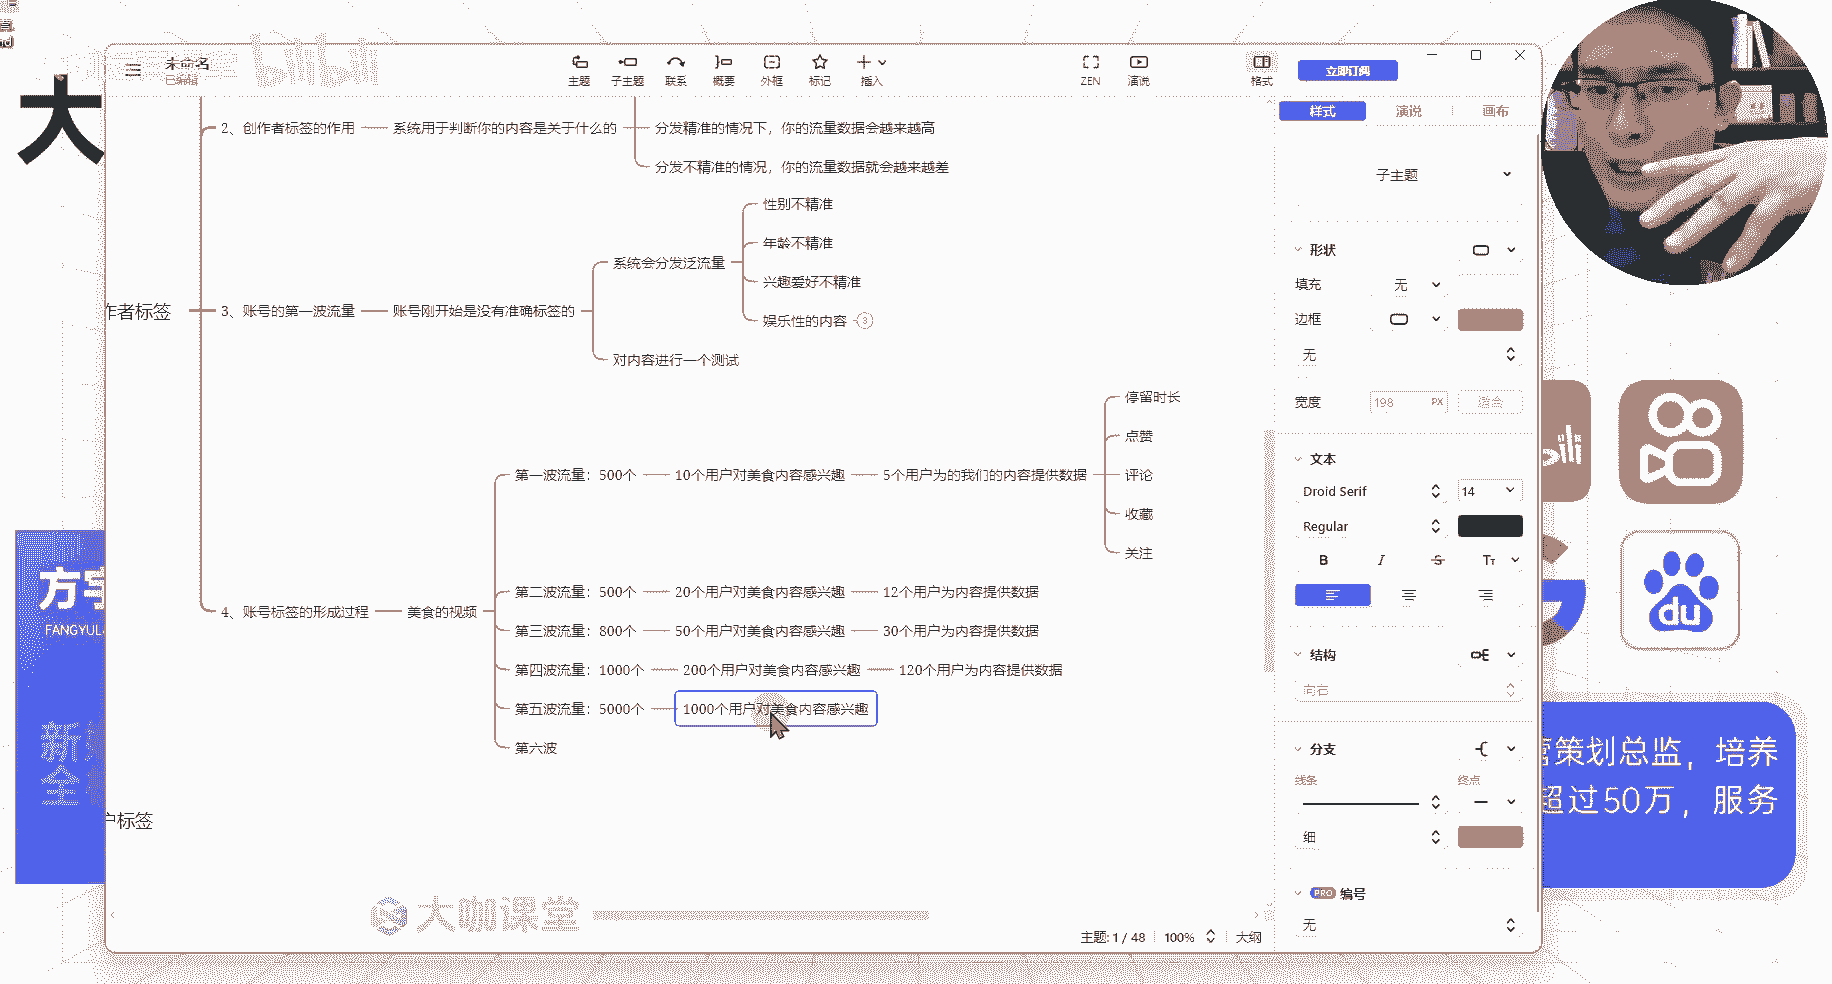 未命名
已编辑
主题
子主题
联系
概要
外框
标记
插入
ZEN
演说
格式
立即订阅
bilibili
大
样式
演说
画布
子主题
形状
填充
无
边框
无
宽度
198
PX
文本
Droid Serif
14
Regular
B
I
S
Tт
结构
向右
分支
线条
终点
细
PRO 编号
无
2、创作者标签的作用
系统用于判断你的内容是关于什么的
分发精准的情况下，你的流量数据会越来越高
分发不精准的情况，你的流量数据就会越来越差
作者标签
3、账号的第一波流量
账号刚开始是没有准确标签的
系统会分发泛流量
性别不精准
年龄不精准
兴趣爱好不精准
娱乐性的内容
3
对内容进行一个测试
4、账号标签的形成过程
美食的视频
第一波流量：500个
10个用户对美食内容感兴趣
5个用户为的我们的内容提供数据
停留时长
点赞
评论
收藏
关注
第二波流量：500个
20个用户对美食内容感兴趣
12个用户为内容提供数据
第三波流量：800个
50个用户对美食内容感兴趣
30个用户为内容提供数据
第四波流量：1000个
200个用户对美食内容感兴趣
120个用户为内容提供数据
第五波流量：5000个
1000个用户对美食内容感兴趣
第六波
户标签
大咖课堂
主题: 1 / 48
100%
大纲
方宇
FANGYUL
新
全
du
营策划总监，培养
超过50万，服务